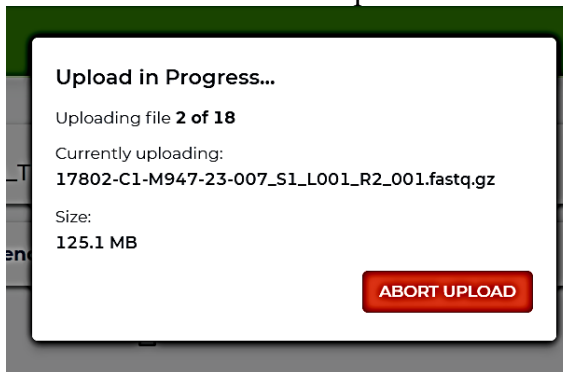 Upload in Progress...
Uploading file 2 of 18
Currently uploading:
_T
17802-C1-M947-23-007_S1_L001_R2_001.fastq.gz
Size:
125.1 MB
ABORT UPLOAD